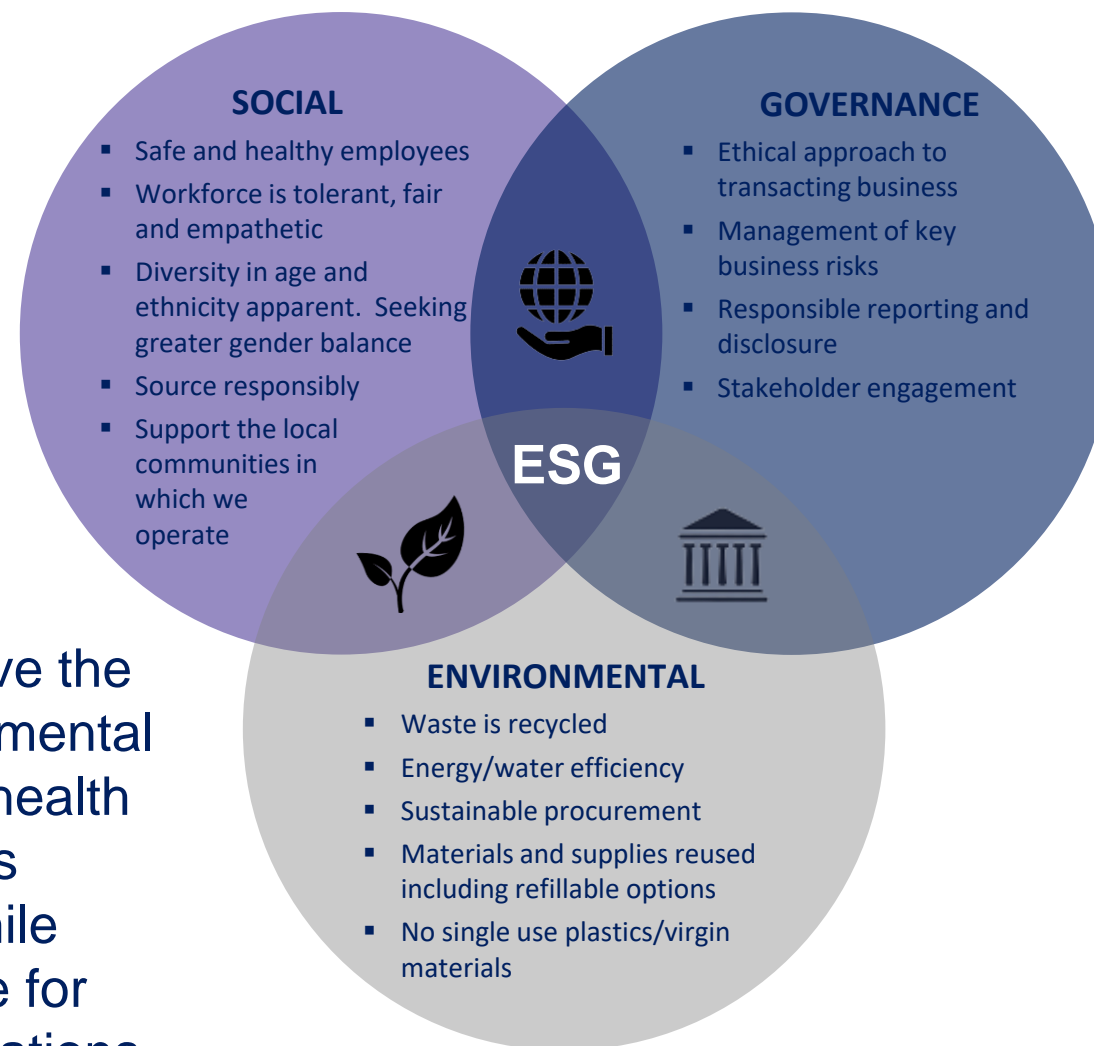 SOCIAL
▪ Safe and healthy employees
▪ Workforce is tolerant, fair
and empathetic
▪ Diversity in age and
ethnicity apparent.  Seeking
greater gender balance
▪ Source responsibly
▪ Support the local
communities in
which we
operate
GOVERNANCE
▪ Ethical approach to
transacting business
▪ Management of key
business risks
▪ Responsible reporting and
disclosure
▪ Stakeholder engagement
ESG
ENVIRONMENTAL
▪ Waste is recycled
▪ Energy/water efficiency
▪ Sustainable procurement
▪ Materials and supplies reused
including refillable options
▪ No single use plastics/virgin
materials
the
health
for